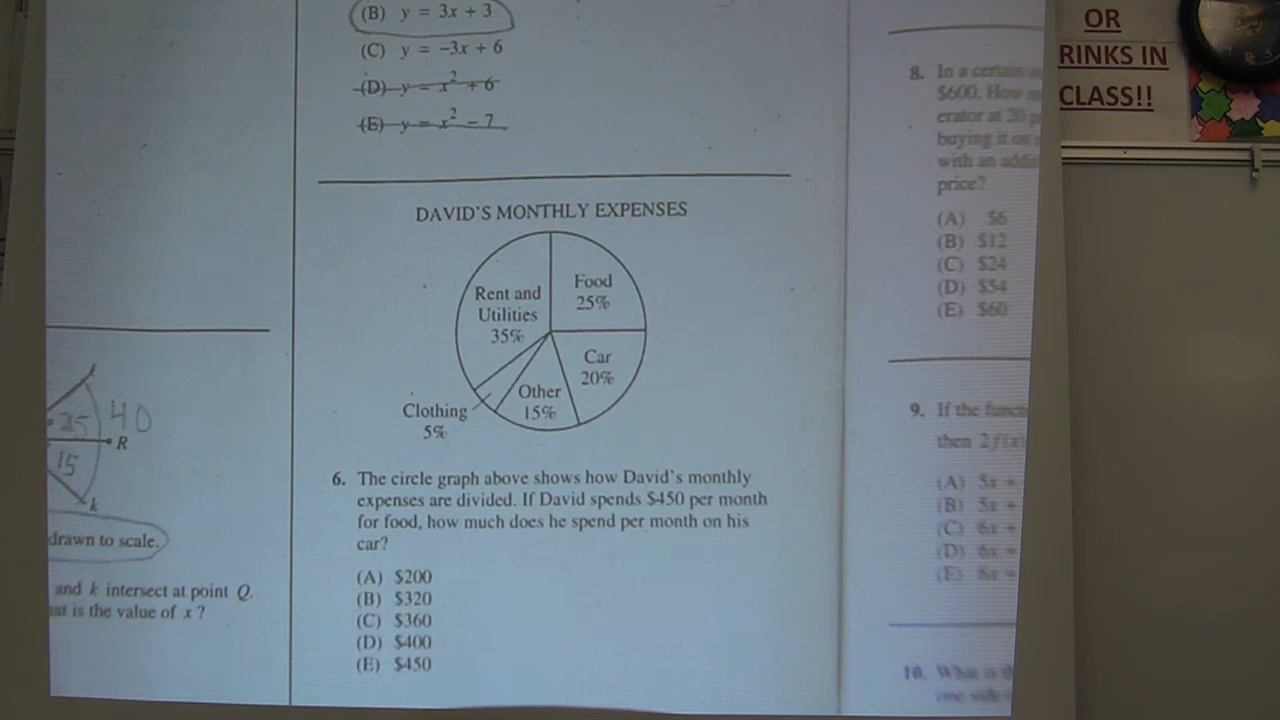 (B) y = 3x + 3
(C) y = -3x + 6
(D) y = x² + 6
(E) y = x² - 7
DAVID'S MONTHLY EXPENSES
Rent and
Utilities
35%
Food
25%
Car
20%
Other
15%
Clothing
5%
6. The circle graph above shows how David's monthly
expenses are divided. If David spends $450 per month
for food, how much does he spend per month on his
car?
(A) $200
(B) $320
(C) $360
(D) $400
(E) $450
25
40
R
15
k
drawn to scale.
and k intersect at point Q.
at is the value of x ?
8. In a certain
$600. How
erator at 20
buying it on
with an
price?
(A) $6
(B) $12
(C) $24
(D) $54
(E) $60
9. If the
then 2f(x)
(A) 5x +
(B) 5x +
(C) 6x +
(D) 6x +
(E) 8x +
10. What is
one side
OR
RINKS IN
CLASS!!